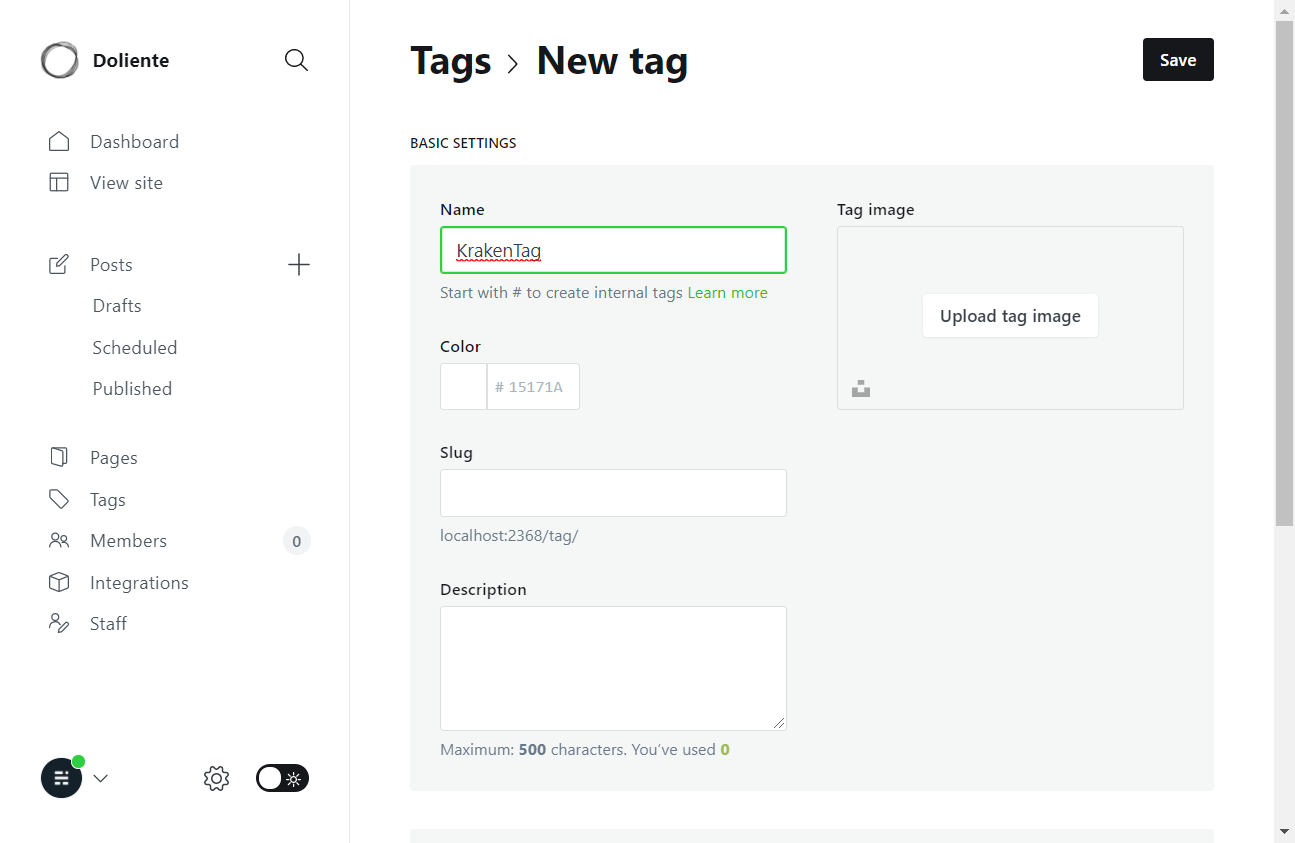 Doliente
Dashboard
View site
Posts
Drafts
Scheduled
Published
Pages
Tags
Members
0
Integrations
Staff
Tags › New tag
Save
BASIC SETTINGS
Name
KrakenTag
Start with # to create internal tags Learn more
Color
# 15171A
Slug
localhost:2368/tag/
Description
Maximum: 500 characters. You’ve used 0
Tag image
Upload tag image